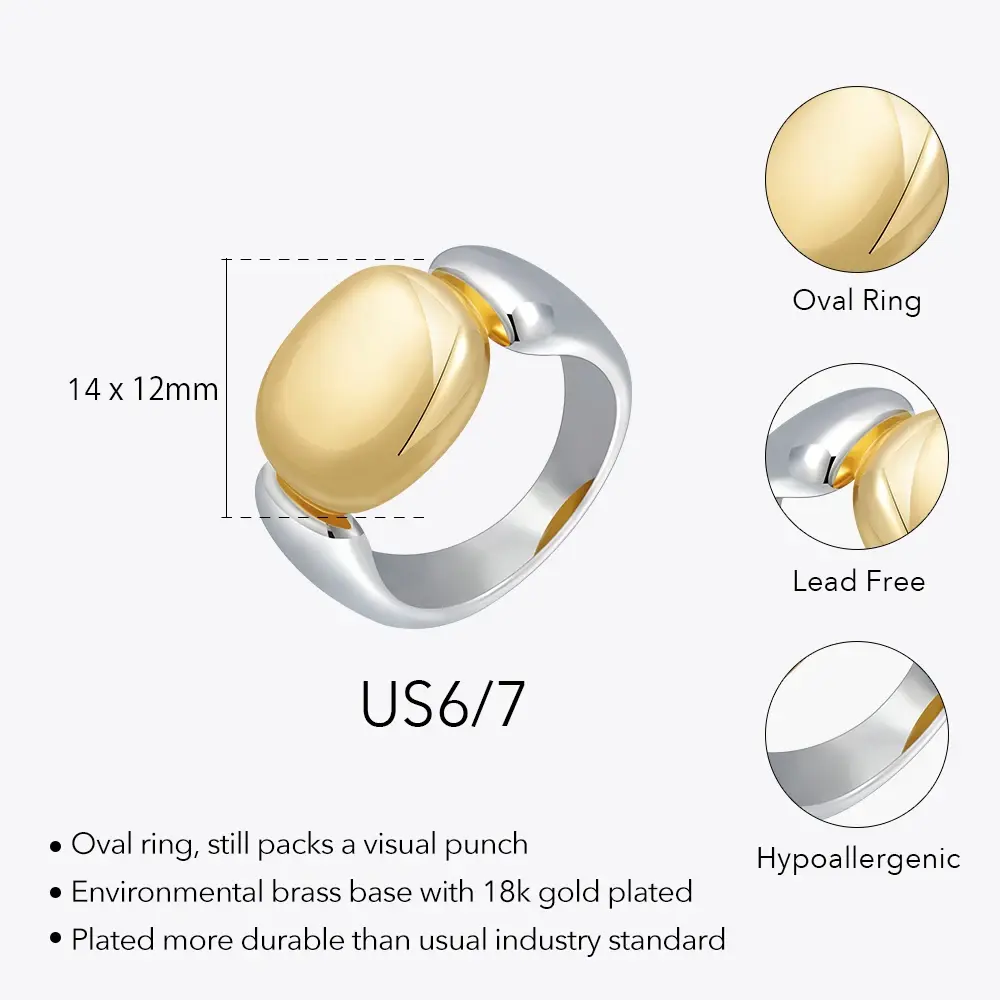 Oval Ring
14 x 12mm
Lead Free
US6/7
Hypoallergenic
• Oval ring, still packs a visual punch
• Environmental brass base with 18k gold plated
• Plated more durable than usual industry standard